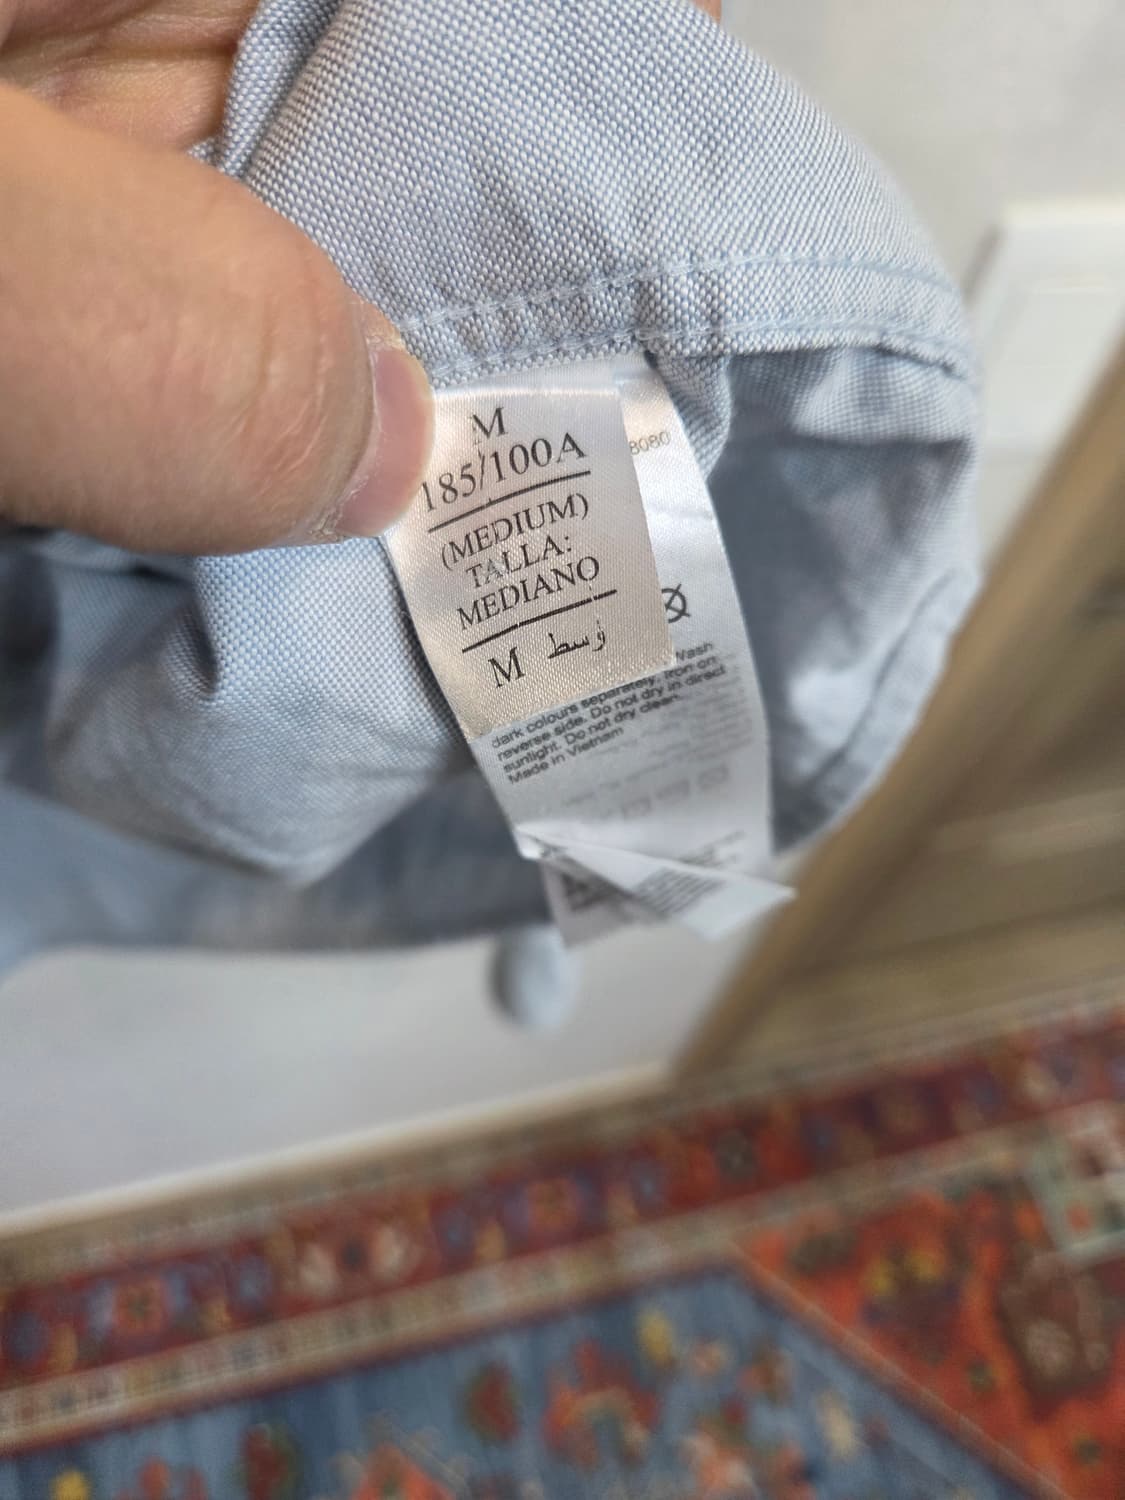 M
185/100A
(MEDIUM)
TALLA:
MEDIANO
M وسط
8080
Wash
dark colours separately. Iron on
reverse side. Do not dry in direct
sunlight. Do not dry clean.
Made in Vietnam